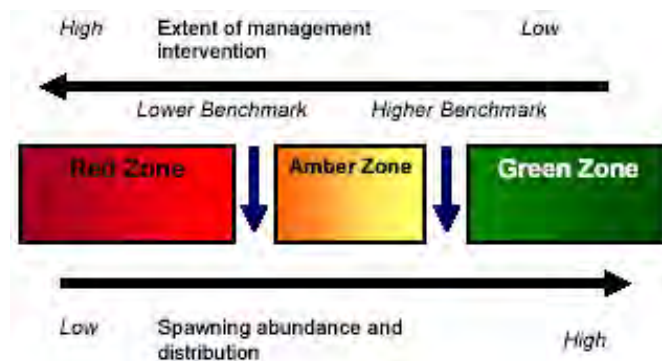 High Extent of management Low
intervention
Lower Benchmark Higher Benchmark
Red Zone Amber Zone Green Zone
Low Spawning abundance and High
distribution